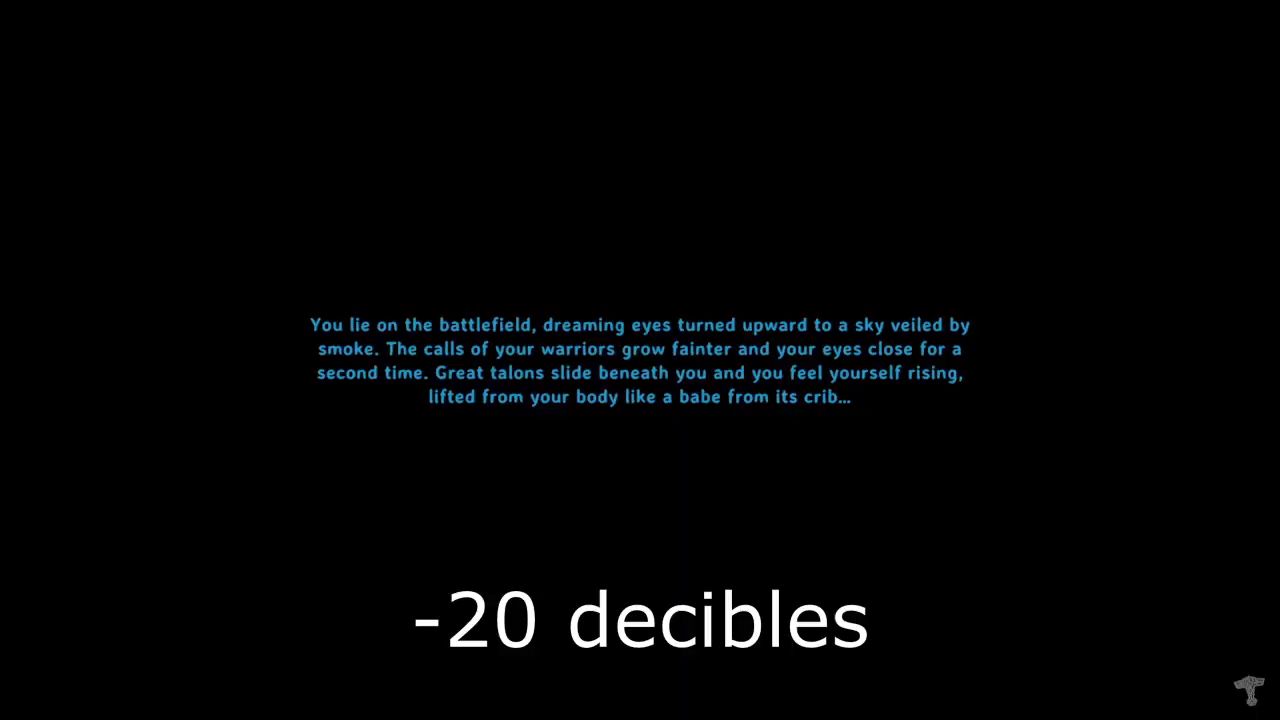 You lie on the battlefield, dreaming eyes turned upward to a sky veiled by
smoke. The calls of your warriors grow fainter and your eyes close for a
second time. Great talons slide beneath you and you feel yourself rising,
lifted from your body like a babe from its crib...
-20 decibles